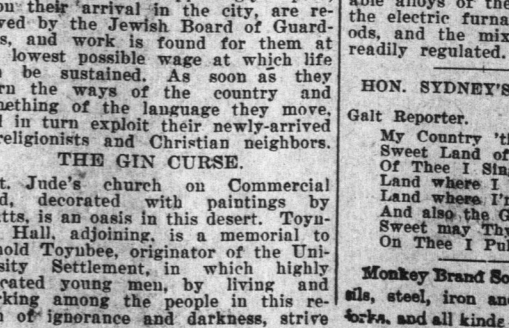 on their arrival in the city, are re-
ved by the Jewish Board of Guard-
s, and work is found for them at
lowest possible wage at which life
be sustained. As soon as they
rn the ways of the country and
mething of the language they move,
in turn exploit their newly-arrived
religionists and Christian neighbors.
THE GIN CURSE.
t. Jude's church on Commercial
d, decorated with paintings by
tts, is an oasis in this desert. Toyn-
Hall, adjoining, is a memorial to
nold Toynbee, originator of the Uni-
sity Settlement, in which highly
cated young men, by living and
rking among the people in this re-
of ignorance and darkness, strive
able alloys of the
the electric furna
ods, and the mix
readily regulated.
HON. SYDNEY'S
Galt Reporter.
My Country 't
Sweet Land of
Of Thee I Sin
Land where I
Land where I'
And also the G
Sweet may Thy
On Thee I Pul
Monkey Brand So
ils, steel, iron an
forks, and all kinds